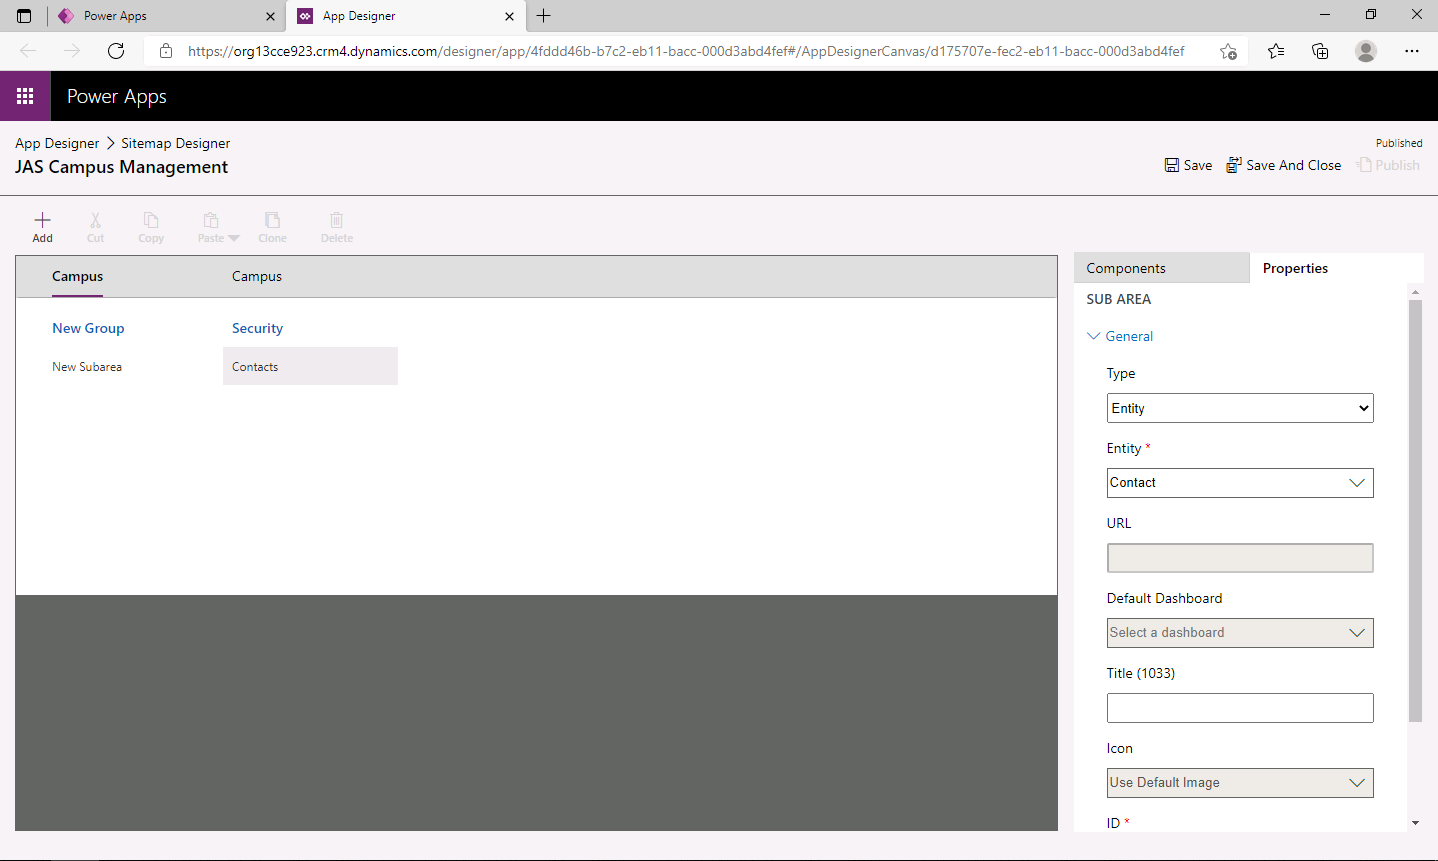 Power Apps
App Designer
https://org13cce923.crm4.dynamics.com/designer/app/4fddd46b-b7c2-eb11-bacc-000d3abd4fef#/AppDesignerCanvas/d175707e-fec2-eb11-bacc-000d3abd4fef
Power Apps
App Designer > Sitemap Designer
JAS Campus Management
Published
Save
Save And Close
Publish
Add
Cut
Copy
Paste
Clone
Delete
Campus
Campus
New Group
Security
New Subarea
Contacts
Components
Properties
SUB AREA
General
Type
Entity
Entity *
Contact
URL
Default Dashboard
Select a dashboard
Title (1033)
Icon
Use Default Image
ID *